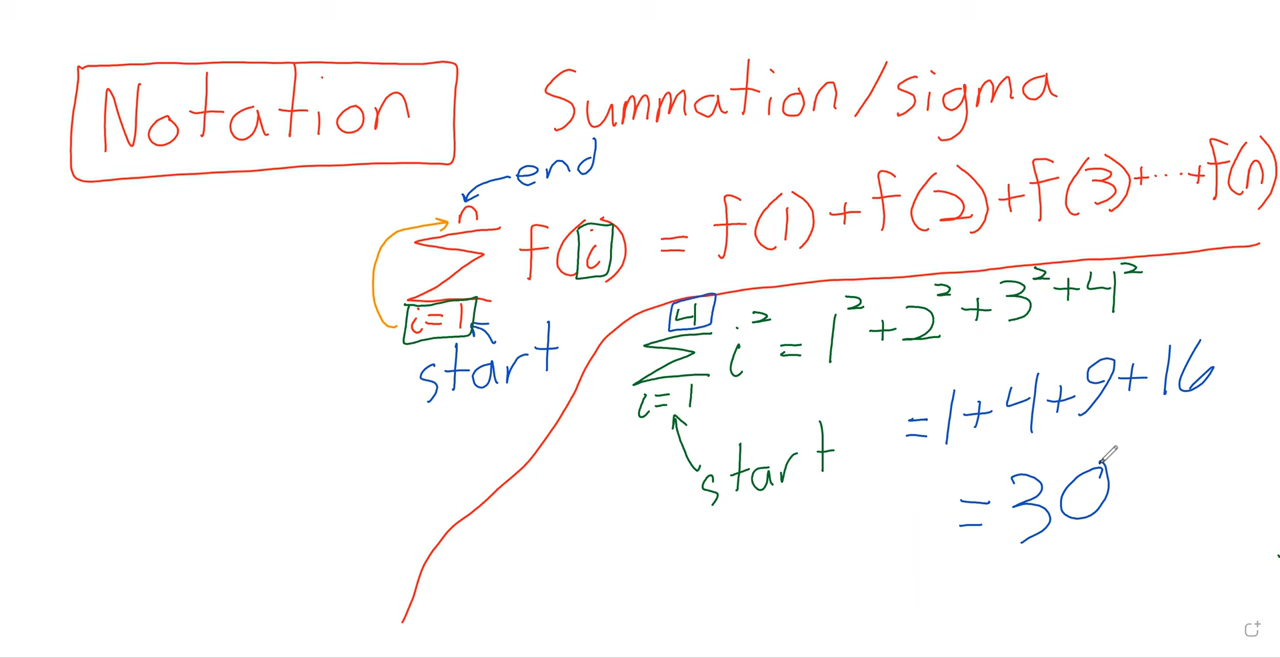 Notation
Summation/sigma
end
n
∑ f(i) = f(1)+f(2)+f(3)+...+f(n)
i=1
start
4
∑ i² = 1²+2²+3²+4²
i=1
start
=1+4+9+16
=30